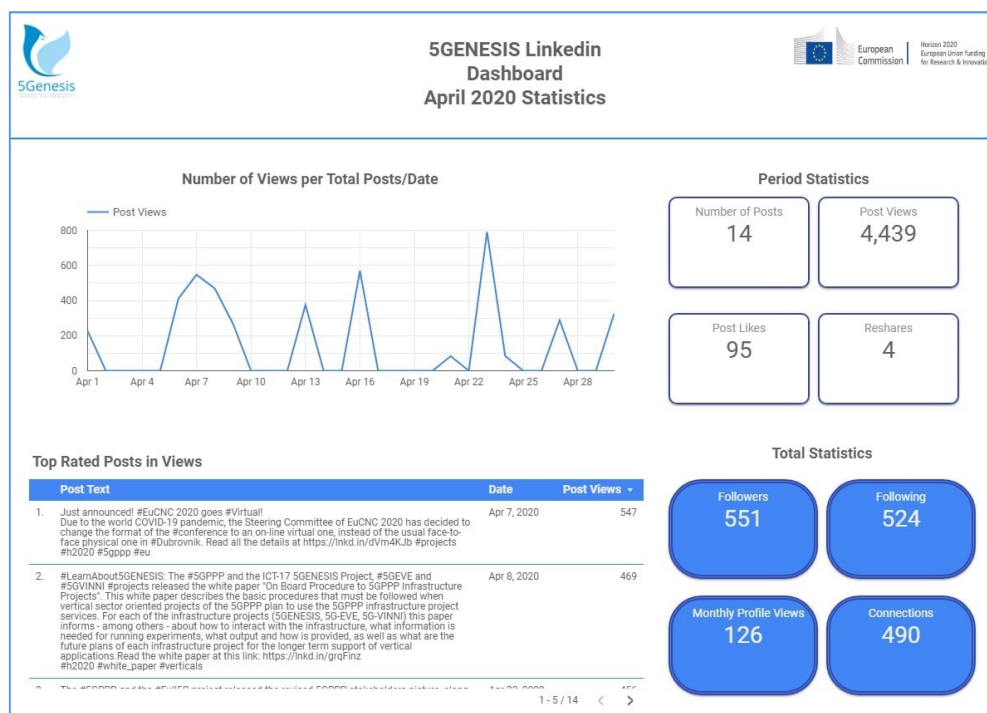 5Genesis
5GENESIS Linkedin
Dashboard
April 2020 Statistics
European
Commission
Horizon 2020
European Union funding
for Research & Innovatio
Number of Views per Total Posts/Date
Post Views
800
600
400
200
0
Apr 1 Apr 4 Apr 7 Apr 10 Apr 13 Apr 16 Apr 19 Apr 22 Apr 25 Apr 28
Period Statistics
Number of Posts
14
Post Views
4,439
Post Likes
95
Reshares
4
Top Rated Posts in Views
Post Text Date Post Views
1. Just announced! #EuCNC 2020 goes #Virtual! Apr 7, 2020 547
Due to the world COVID-19 pandemic, the Steering Committee of EuCNC 2020 has decided to
change the format of the #conference to an on-line virtual one, instead of the usual face-to-
face physical one in #Dubrovnik. Read all the details at https://lnkd.in/dVm4KJb #projects
#h2020 #5gppp #eu
2. #LearnAbout5GENESIS: The #5GPPP and the ICT-17 5GENESIS Project, #5GEVE and Apr 8, 2020 469
#5GVINNI #projects released the white paper "On Board Procedure to 5GPPP Infrastructure
Projects". This white paper describes the basic procedures that must be followed when
vertical sector oriented projects of the 5GPPP plan to use the 5GPPP infrastructure project
services. For each of the infrastructure projects (5GENESIS, 5G-EVE, 5G-VINNI) this paper
informs - among others - about how to interact with the infrastructure, what information is
needed for running experiments, what output and how is provided, as well as what are the
future plans of each infrastructure project for the longer term support of vertical
applications.Read the white paper at this link: https://lnkd.in/grqFinz
#h2020 #white_paper #verticals
1 - 5 / 14
Total Statistics
Followers
551
Following
524
Monthly Profile Views
126
Connections
490